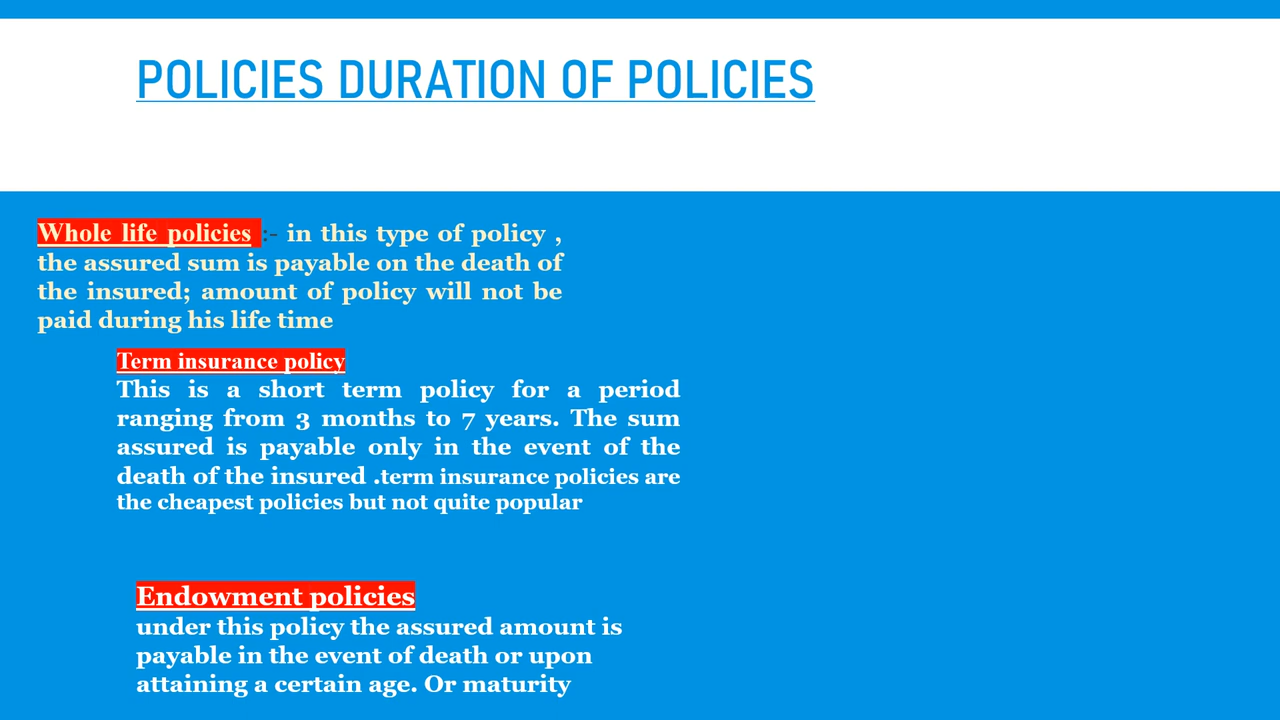 POLICIES DURATION OF POLICIES
Whole life policies :- in this type of policy ,
the assured sum is payable on the death of
the insured; amount of policy will not be
paid during his life time
Term insurance policy
This is a short term policy for a period
ranging from 3 months to 7 years. The sum
assured is payable only in the event of the
death of the insured .term insurance policies are
the cheapest policies but not quite popular
Endowment policies
under this policy the assured amount is
payable in the event of death or upon
attaining a certain age. Or maturity